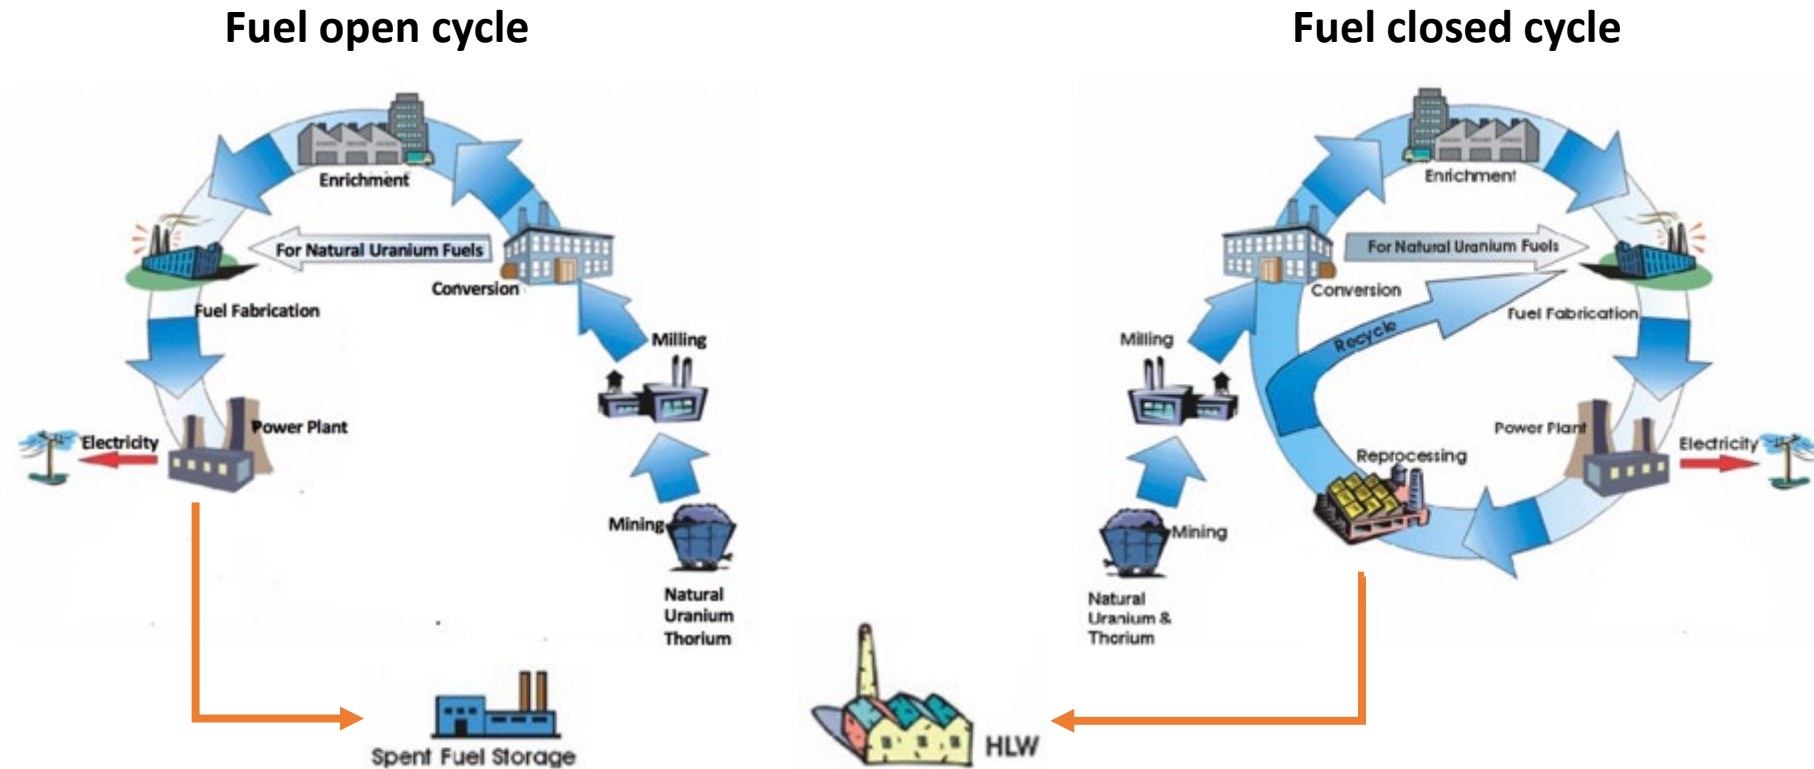 Fuel open cycle
Enrichment
For Natural Uranium Fuels
Conversion
Fuel Fabrication
Milling
Power Plant
Electricity
Mining
Natural
Uranium
Thorium
Spent Fuel Storage
Fuel closed cycle
Enrichment
For Natural Uranium Fuels
Conversion
Fuel Fabrication
Recycle
Milling
Power Plant
Electricity
Reprocessing
Mining
Natural
Uranium &
Thorium
HLW